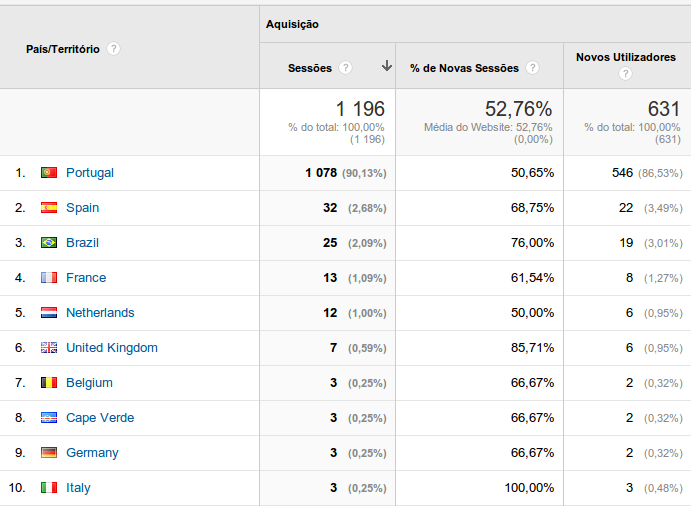 Aquisição
País/Território ?
Sessões ? % de Novas Sessões ? Novos Utilizadores ?
1 196 52,76% 631
% do total: 100,00% Média do Website: 52,76% % do total: 100,00%
(1 196) (0,00%) (631)
1. Portugal 1 078 (90,13%) 50,65% 546 (86,53%)
2. Spain 32 (2,68%) 68,75% 22 (3,49%)
3. Brazil 25 (2,09%) 76,00% 19 (3,01%)
4. France 13 (1,09%) 61,54% 8 (1,27%)
5. Netherlands 12 (1,00%) 50,00% 6 (0,95%)
6. United Kingdom 7 (0,59%) 85,71% 6 (0,95%)
7. Belgium 3 (0,25%) 66,67% 2 (0,32%)
8. Cape Verde 3 (0,25%) 66,67% 2 (0,32%)
9. Germany 3 (0,25%) 66,67% 2 (0,32%)
10. Italy 3 (0,25%) 100,00% 3 (0,48%)